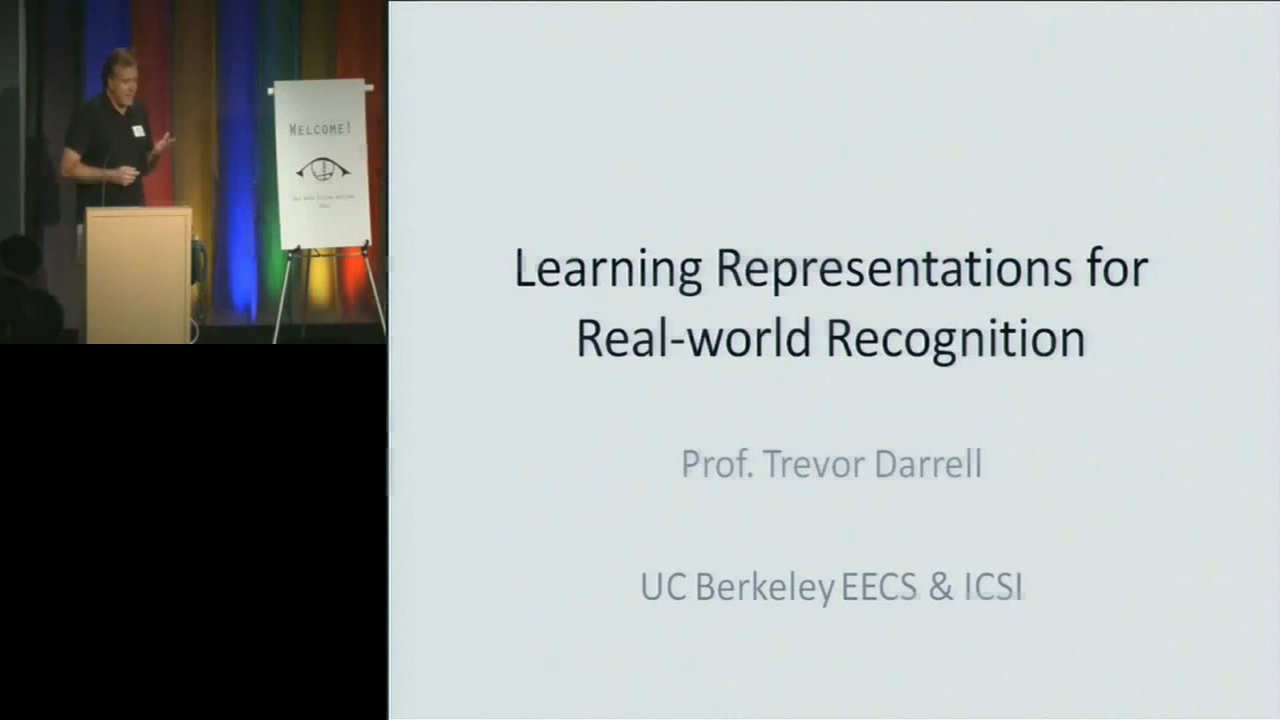 WELCOME!
Learning Representations for
Real-world Recognition
Prof. Trevor Darrell
UC Berkeley EECS & ICSI